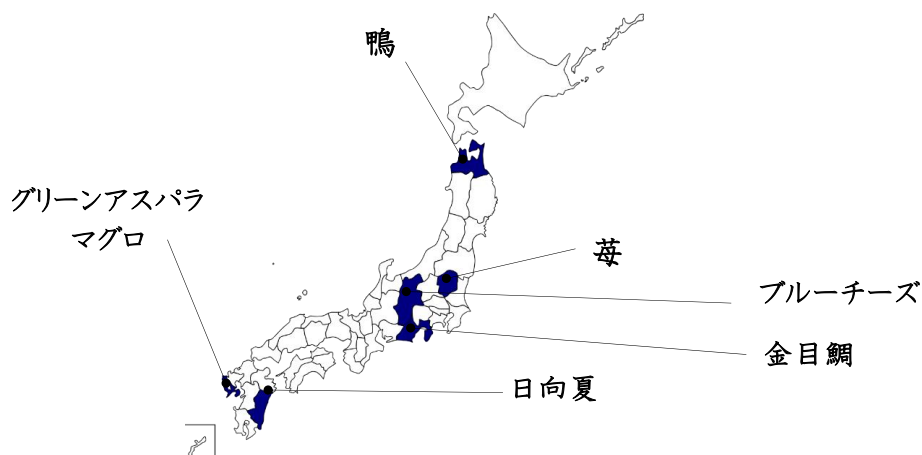 鴨
グリーンアスパラ
マグロ
苺
ブルーチーズ
金目鯛
日向夏